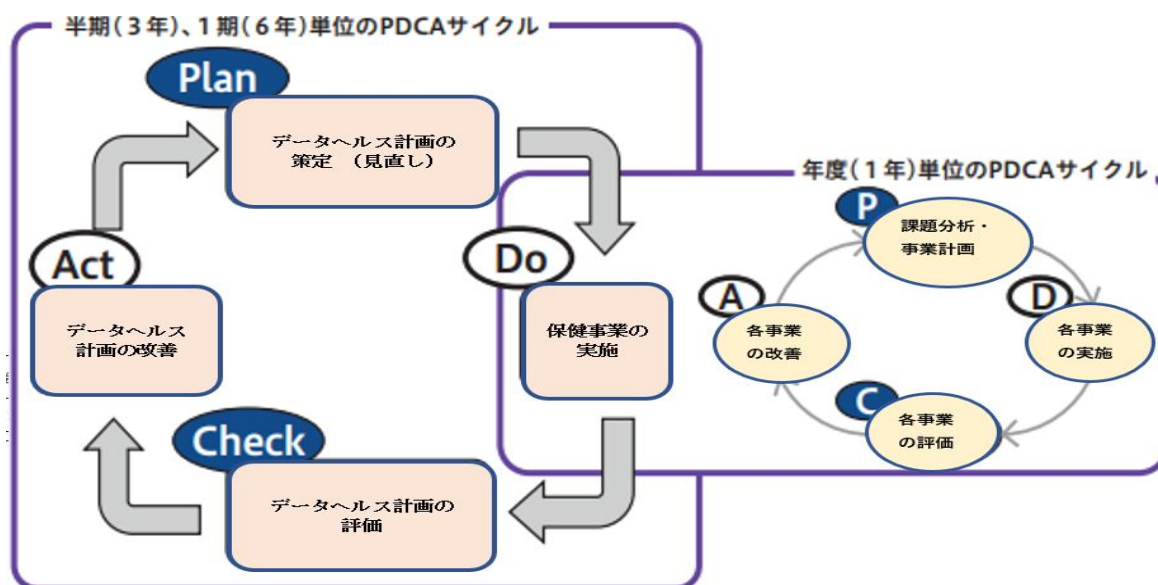 半期(3年)、1期(6年)単位のPDCAサイクル
Plan
データヘルス計画の
策定 (見直し)
Do
保健事業の
実施
Check
データヘルス計画の
評価
Act
データヘルス
計画の改善
年度(1年)単位のPDCAサイクル
P
課題分析・
事業計画
D
各事業
の実施
C
各事業
の評価
A
各事業
の改善